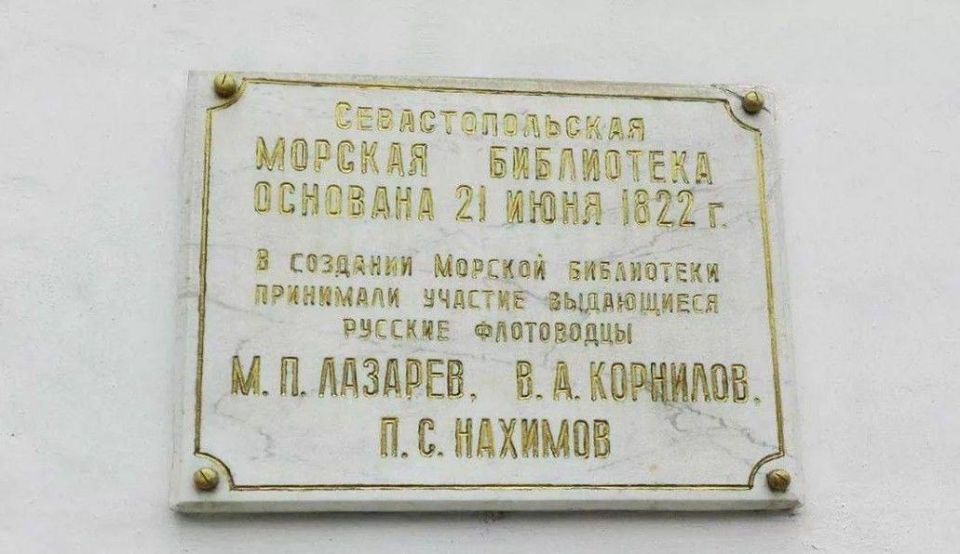 Севастопольская
МОРСКАЯ БИБЛИОТЕКА
ОСНОВАНА 21 ИЮНЯ 1822 г.
В СОЗДАНИИ МОРСКОЙ БИБЛИОТЕКИ
ПРИНИМАЛИ УЧАСТИЕ ВЫДАЮЩИЕСЯ
РУССКИЕ ФЛОТОВОДЦЫ
М. П. ЛАЗАРЕВ, В. А. КОРНИЛОВ,
П. С. НАХИМОВ